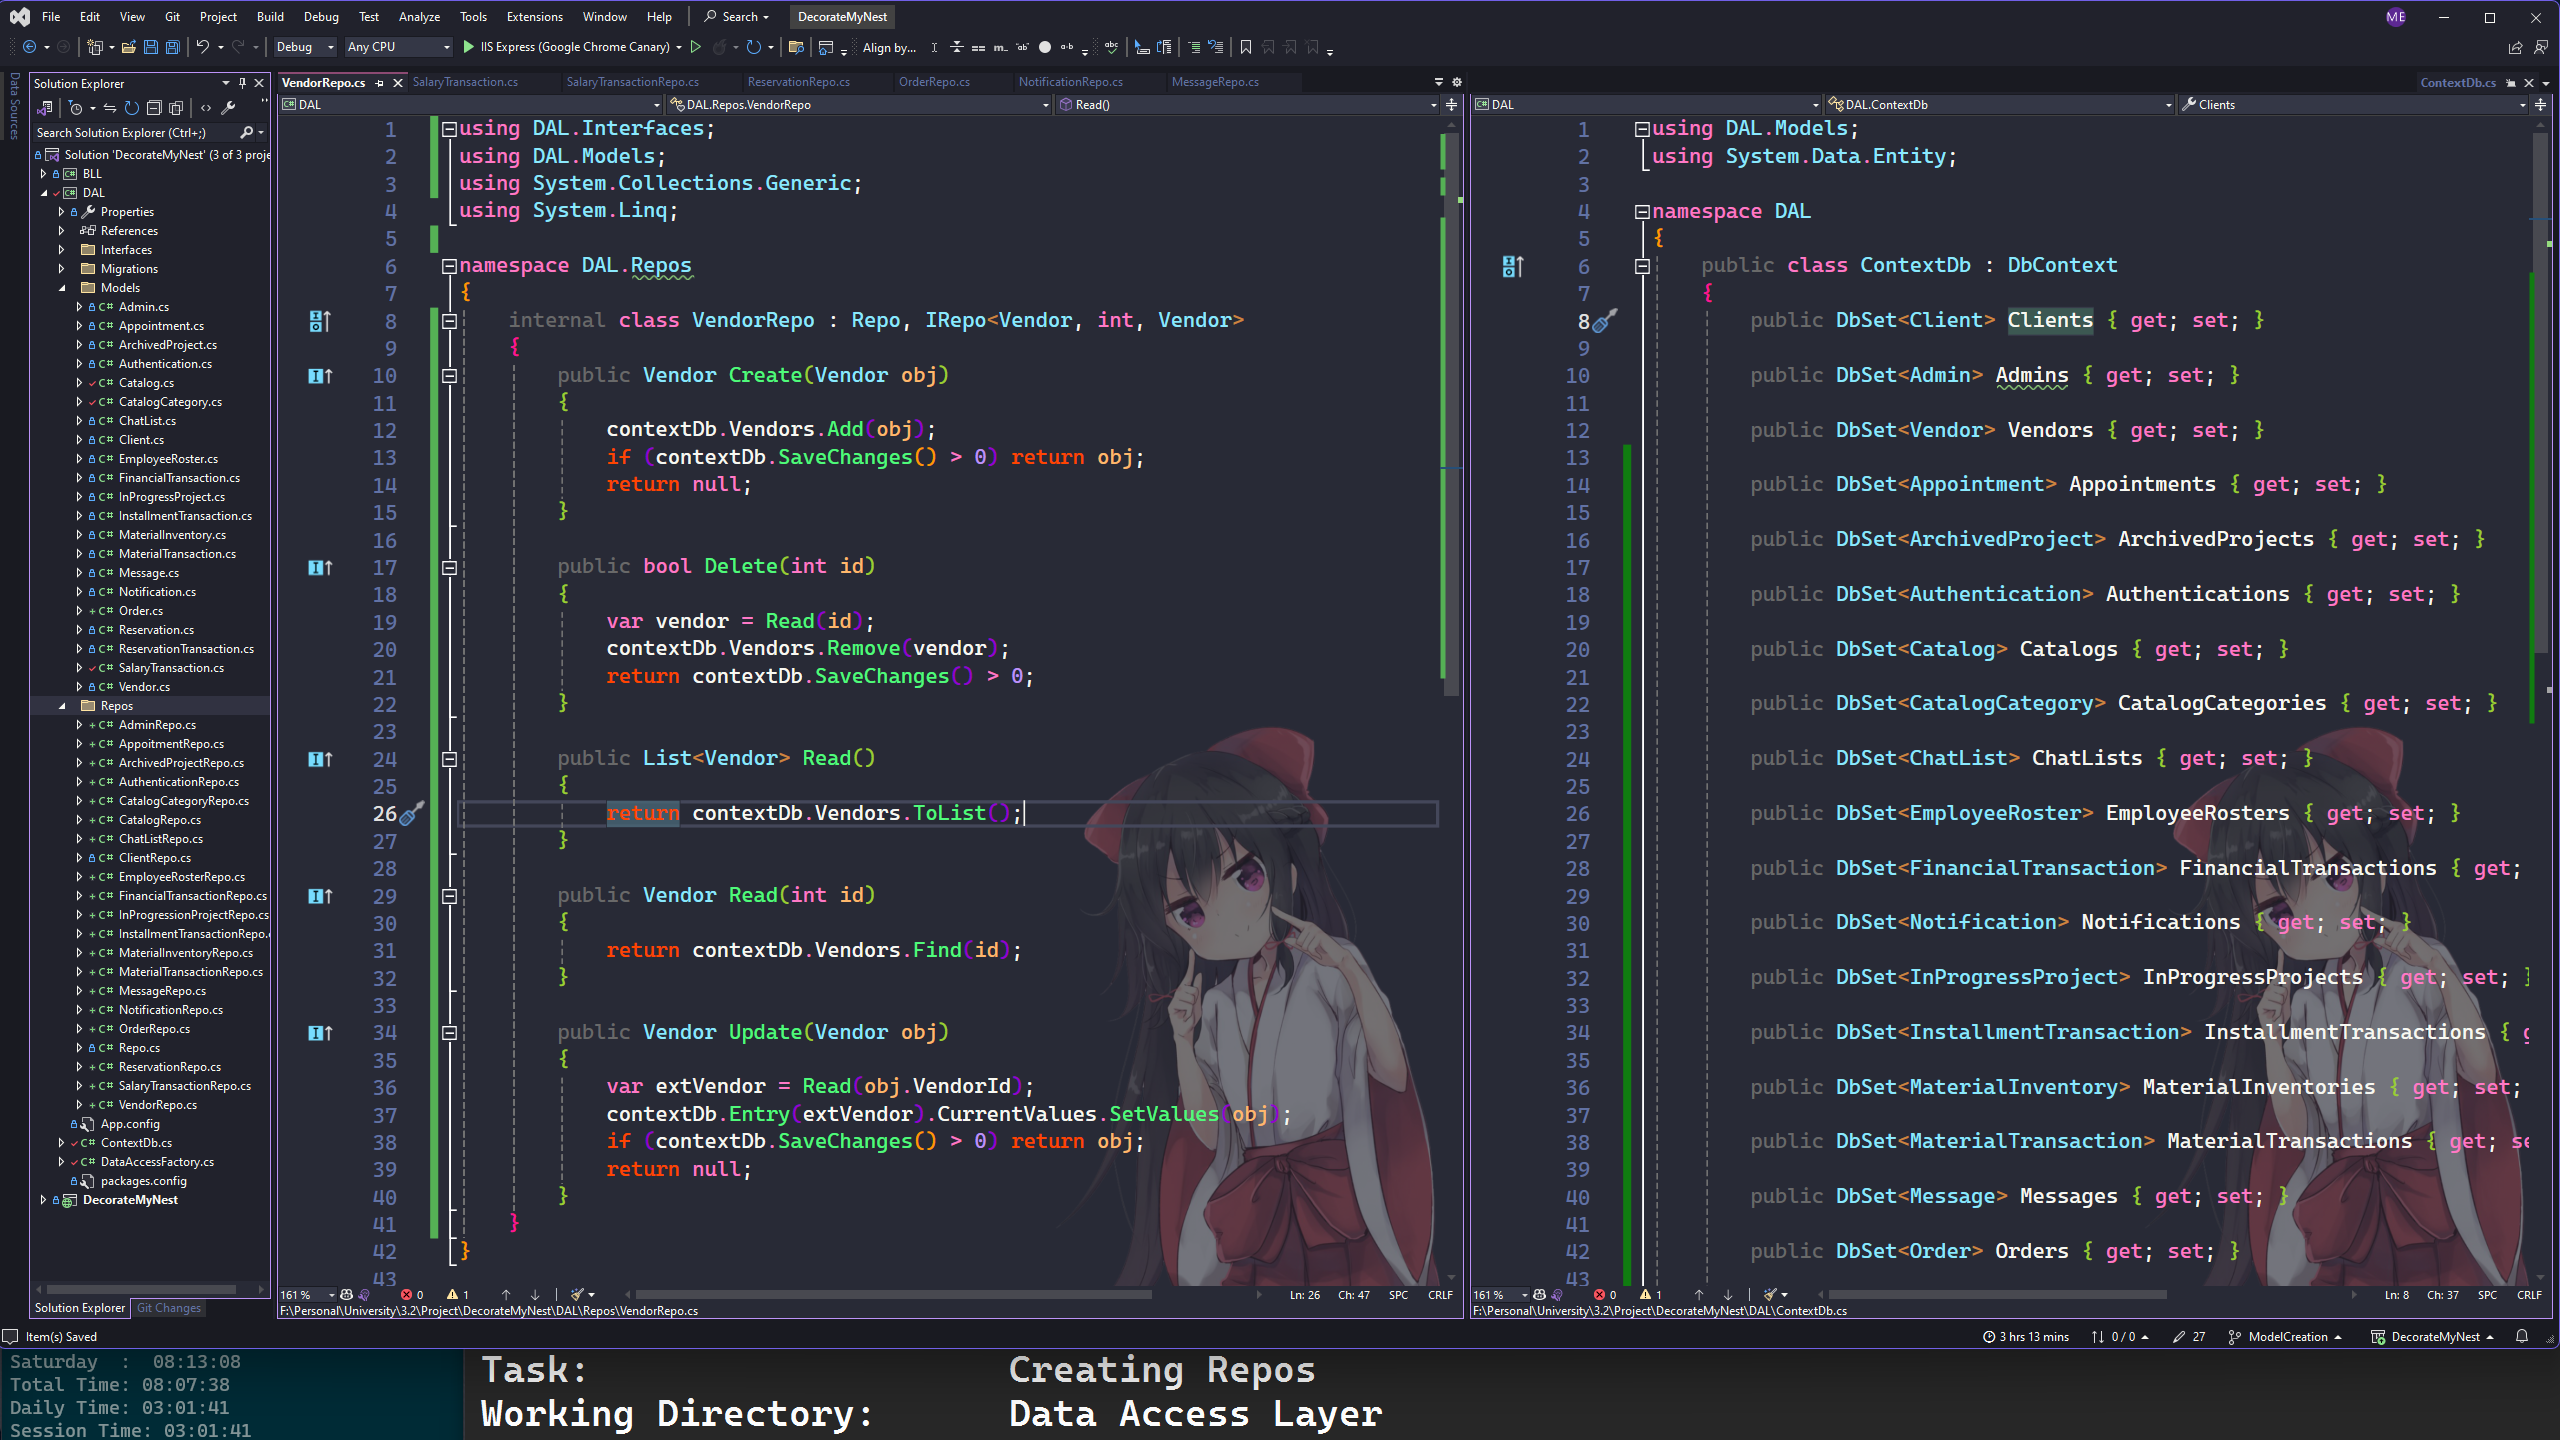 File Edit View Git Project Build Debug Test Analyze Tools Extensions Window Help Search DecorateMyNest ME
Debug Any CPU IIS Express (Google Chrome Canary) Align by...
Data Sources
Solution Explorer
Search Solution Explorer (Ctrl+;)
Solution 'DecorateMyNest' (3 of 3 proje
BLL
DAL
Properties
References
Interfaces
Migrations
Models
Admin.cs
Appointment.cs
ArchivedProject.cs
Authentication.cs
Catalog.cs
CatalogCategory.cs
ChatList.cs
Client.cs
EmployeeRoster.cs
FinancialTransaction.cs
InProgressProject.cs
InstallmentTransaction.cs
MaterialInventory.cs
MaterialTransaction.cs
Message.cs
Notification.cs
Order.cs
Reservation.cs
ReservationTransaction.cs
SalaryTransaction.cs
Vendor.cs
Repos
AdminRepo.cs
AppoitmentRepo.cs
ArchivedProjectRepo.cs
AuthenticationRepo.cs
CatalogCategoryRepo.cs
CatalogRepo.cs
ChatListRepo.cs
ClientRepo.cs
EmployeeRosterRepo.cs
FinancialTransactionRepo.cs
InProgressionProjectRepo.cs
InstallmentTransactionRepo.
MaterialInventoryRepo.cs
MaterialTransactionRepo.cs
MessageRepo.cs
NotificationRepo.cs
OrderRepo.cs
Repo.cs
ReservationRepo.cs
SalaryTransactionRepo.cs
VendorRepo.cs
App.config
ContextDb.cs
DataAccessFactory.cs
packages.config
DecorateMyNest
Solution Explorer Git Changes
VendorRepo.cs SalaryTransaction.cs SalaryTransactionRepo.cs ReservationRepo.cs OrderRepo.cs NotificationRepo.cs MessageRepo.cs
DAL DAL.Repos.VendorRepo Read()
1 using DAL.Interfaces;
2 using DAL.Models;
3 using System.Collections.Generic;
4 using System.Linq;
5
6 namespace DAL.Repos
7 {
8 internal class VendorRepo : Repo, IRepo<Vendor, int, Vendor>
9 {
10 public Vendor Create(Vendor obj)
11 {
12 contextDb.Vendors.Add(obj);
13 if (contextDb.SaveChanges() > 0) return obj;
14 return null;
15 }
16
17 public bool Delete(int id)
18 {
19 var vendor = Read(id);
20 contextDb.Vendors.Remove(vendor);
21 return contextDb.SaveChanges() > 0;
22 }
23
24 public List<Vendor> Read()
25 {
26 return contextDb.Vendors.ToList();
27 }
28
29 public Vendor Read(int id)
30 {
31 return contextDb.Vendors.Find(id);
32 }
33
34 public Vendor Update(Vendor obj)
35 {
36 var extVendor = Read(obj.VendorId);
37 contextDb.Entry(extVendor).CurrentValues.SetValues(obj);
38 if (contextDb.SaveChanges() > 0) return obj;
39 return null;
40 }
41 }
42 }
43
161 % 0 1 Ln: 26 Ch: 47 SPC CRLF
F:\Personal\University\3.2\Project\DecorateMyNest\DAL\Repos\VendorRepo.cs
ContextDb.cs
DAL DAL.ContextDb Clients
1 using DAL.Models;
2 using System.Data.Entity;
3
4 namespace DAL
5 {
6 public class ContextDb : DbContext
7 {
8 public DbSet<Client> Clients { get; set; }
9
10 public DbSet<Admin> Admins { get; set; }
11
12 public DbSet<Vendor> Vendors { get; set; }
13
14 public DbSet<Appointment> Appointments { get; set; }
15
16 public DbSet<ArchivedProject> ArchivedProjects { get; set; }
17
18 public DbSet<Authentication> Authentications { get; set; }
19
20 public DbSet<Catalog> Catalogs { get; set; }
21
22 public DbSet<CatalogCategory> CatalogCategories { get; set; }
23
24 public DbSet<ChatList> ChatLists { get; set; }
25
26 public DbSet<EmployeeRoster> EmployeeRosters { get; set; }
27
28 public DbSet<FinancialTransaction> FinancialTransactions { get;
29
30 public DbSet<Notification> Notifications { get; set; }
31
32 public DbSet<InProgressProject> InProgressProjects { get; set; }
33
34 public DbSet<InstallmentTransaction> InstallmentTransactions { g
35
36 public DbSet<MaterialInventory> MaterialInventories { get; set;
37
38 public DbSet<MaterialTransaction> MaterialTransactions { get; se
39
40 public DbSet<Message> Messages { get; set; }
41
42 public DbSet<Order> Orders { get; set; }
43
161 % 0 1 Ln: 8 Ch: 37 SPC CRLF
F:\Personal\University\3.2\Project\DecorateMyNest\DAL\ContextDb.cs
Item(s) Saved 3 hrs 13 mins 0 / 0 27 ModelCreation DecorateMyNest
Saturday : 08:13:08
Total Time: 08:07:38
Daily Time: 03:01:41
Session Time: 03:01:41
Task: Creating Repos
Working Directory: Data Access Layer